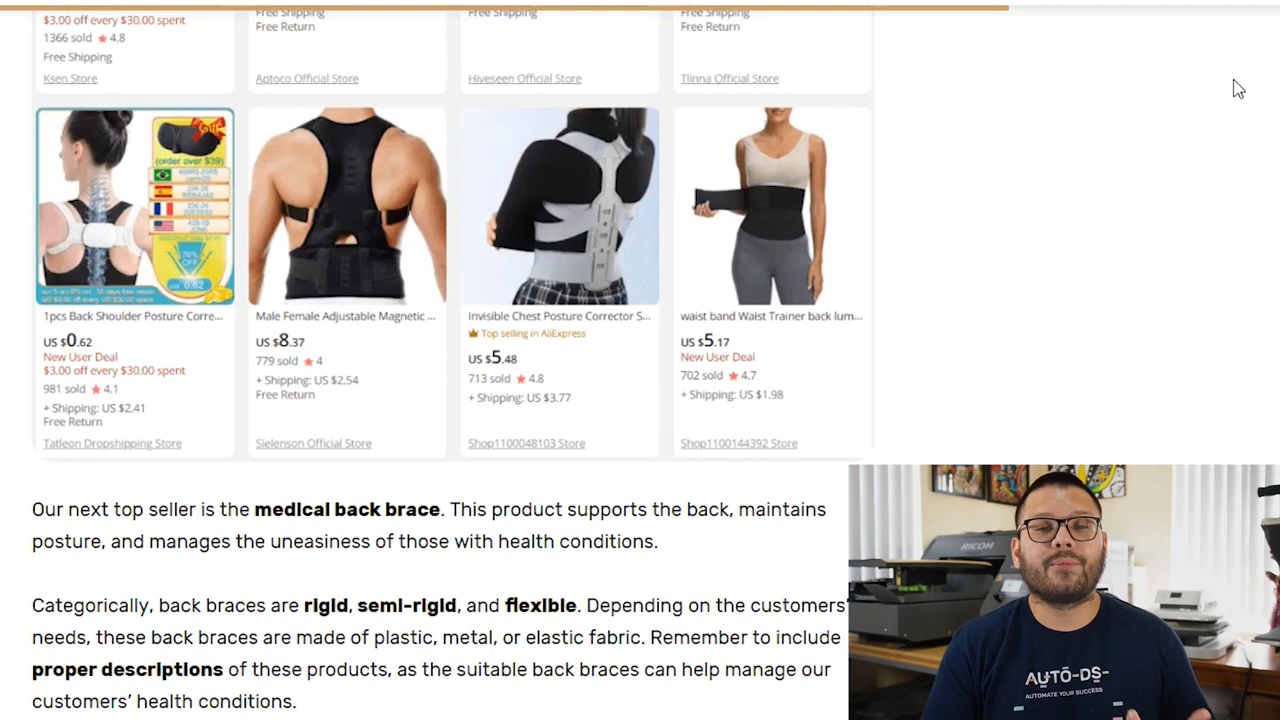 $3.00 off every $30.00 spent
1366 sold ★ 4.8
Free Shipping
Ksen Store
Free Shipping
Free Return
Aptoco Official Store
Free Shipping
Hiveseen Official Store
Free Shipping
Free Return
Tlinna Official Store
Gift
(order over $39)
1pcs Back Shoulder Posture Corre...
US $0.62
New User Deal
$3.00 off every $30.00 spent
981 sold ★ 4.1
+ Shipping: US $2.41
Free Return
Tatleon Dropshipping Store
Male Female Adjustable Magnetic ...
US $8.37
779 sold ★ 4
+ Shipping: US $2.54
Free Return
Sielenson Official Store
Invisible Chest Posture Corrector S...
Top selling in AliExpress
US $5.48
713 sold ★ 4.8
+ Shipping: US $3.77
Shop1100048103 Store
waist band Waist Trainer back lum...
US $5.17
New User Deal
702 sold ★ 4.7
+ Shipping: US $1.98
Shop1100144392 Store
Our next top seller is the medical back brace. This product supports the back, maintains
posture, and manages the uneasiness of those with health conditions.
Categorically, back braces are rigid, semi-rigid, and flexible. Depending on the customers'
needs, these back braces are made of plastic, metal, or elastic fabric. Remember to include
proper descriptions of these products, as the suitable back braces can help manage our
customers' health conditions.
RICOH
AUTO-DS-
AUTOMATE YOUR SUCCESS